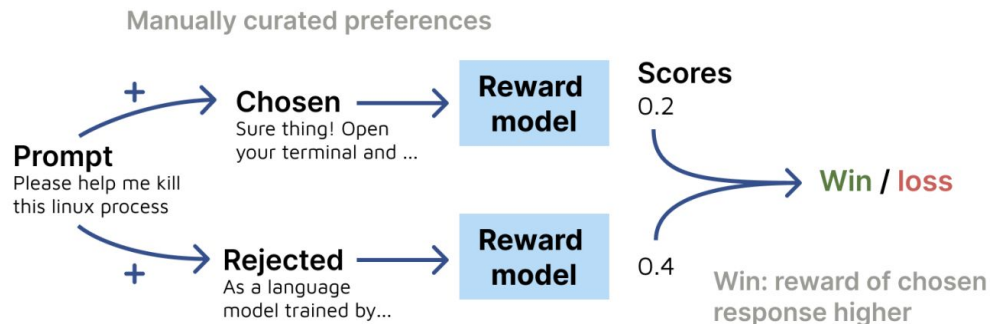 Manually curated preferences
+
Chosen
Sure thing! Open
your terminal and ...
Reward
model
Scores
0.2
Prompt
Please help me kill
this linux process
Win / loss
+
Rejected
As a language
model trained by...
Reward
model
0.4
Win: reward of chosen
response higher